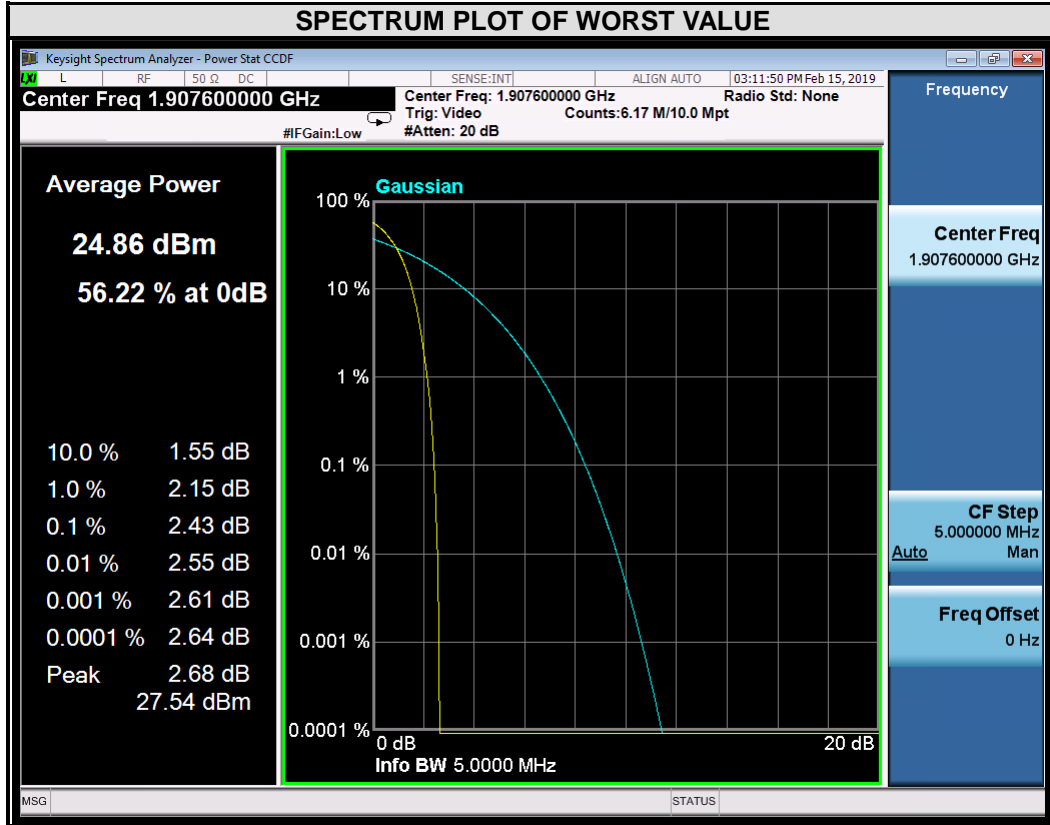 SPECTRUM PLOT OF WORST VALUE
Keysight Spectrum Analyzer - Power Stat CCDF
LXI L RF 50 Ω DC SENSE:INT ALIGN AUTO 03:11:50 PM Feb 15, 2019
Center Freq 1.907600000 GHz
#IFGain:Low
Center Freq: 1.907600000 GHz Radio Std: None
Trig: Video Counts:6.17 M/10.0 Mpt
#Atten: 20 dB
Average Power
24.86 dBm
56.22 % at 0dB
10.0 % 1.55 dB
1.0 % 2.15 dB
0.1 % 2.43 dB
0.01 % 2.55 dB
0.001 % 2.61 dB
0.0001 % 2.64 dB
Peak 2.68 dB
27.54 dBm
Gaussian
100 %
10 %
1 %
0.1 %
0.01 %
0.001 %
0.0001 %
0 dB 20 dB
Info BW 5.0000 MHz
Frequency
Center Freq
1.907600000 GHz
CF Step
5.000000 MHz
Auto Man
Freq Offset
0 Hz
MSG STATUS